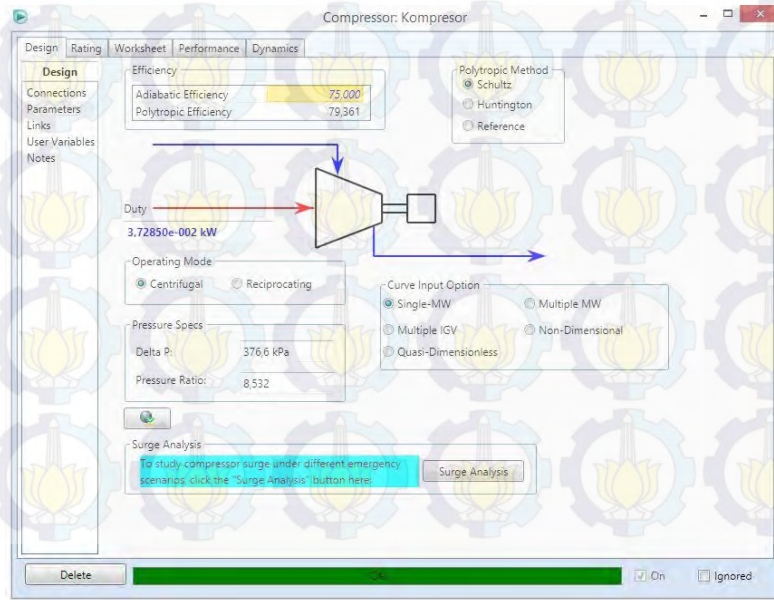 Compressor: Kompresor
Design Rating Worksheet Performance Dynamics
Design
Connections
Parameters
Links
User Variables
Notes
Efficiency
Adiabatic Efficiency 75,000
Polytropic Efficiency 79,361
Polytropic Method
Schultz
Huntington
Reference
Duty
3,72850e-002 kW
Operating Mode
Centrifugal Reciprocating
Curve Input Option
Single-MW Multiple MW
Multiple IGV Non-Dimensional
Quasi-Dimensionless
Pressure Specs
Delta P: 376,6 kPa
Pressure Ratio: 8,532
Surge Analysis
To study compressor surge under different emergency
scenarios, click the "Surge Analysis" button here:
Surge Analysis
Delete OK On Ignored